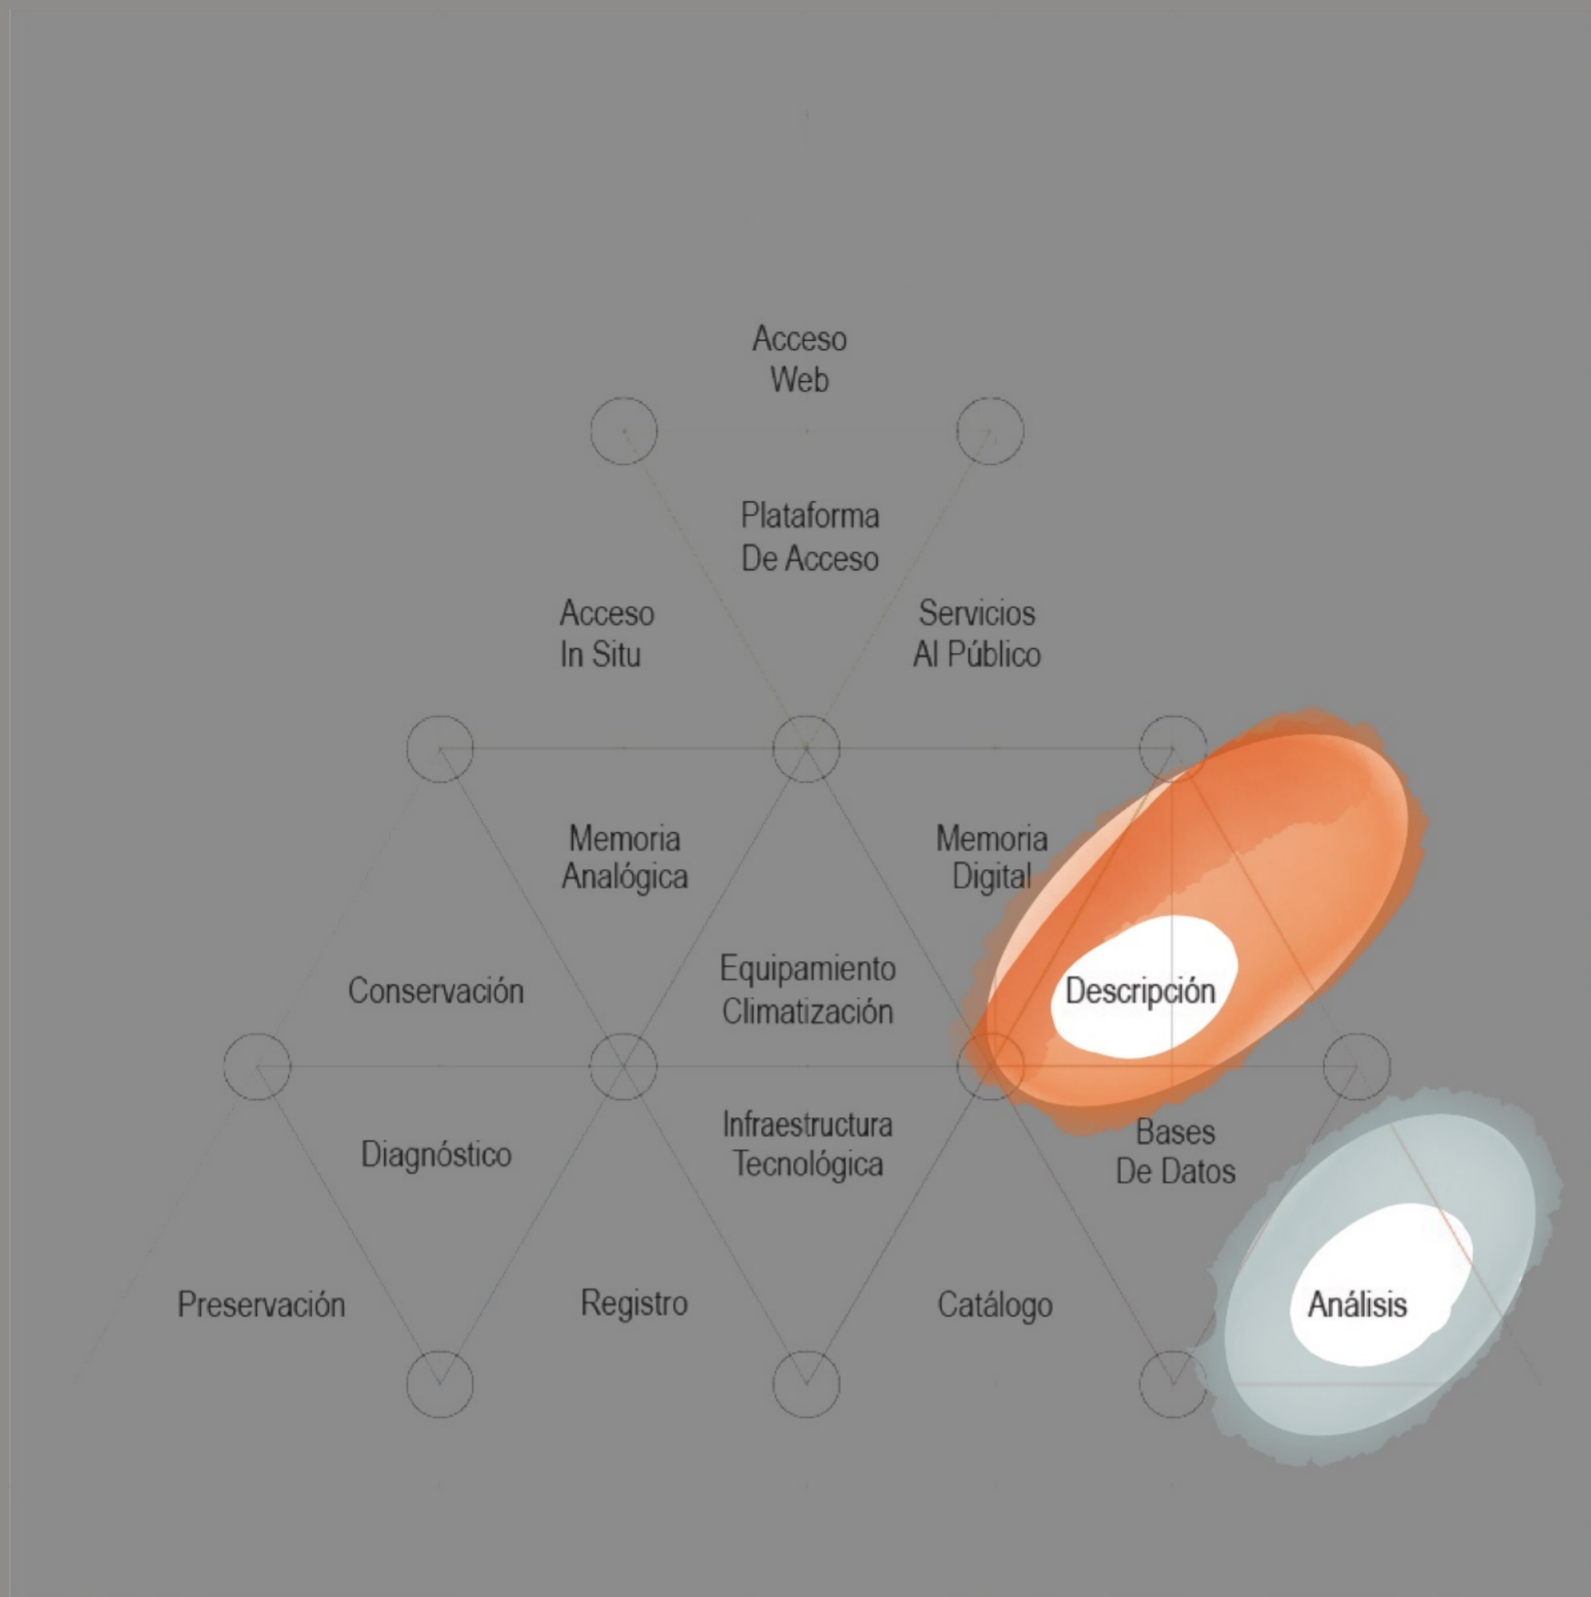 Acceso
Web
Plataforma
De Acceso
Acceso
In Situ
Servicios
Al Público
Memoria
Analógica
Memoria
Digital
Conservación
Equipamiento
Climatización
Descripción
Diagnóstico
Infraestructura
Tecnológica
Bases
De Datos
Preservación
Registro
Catálogo
Análisis